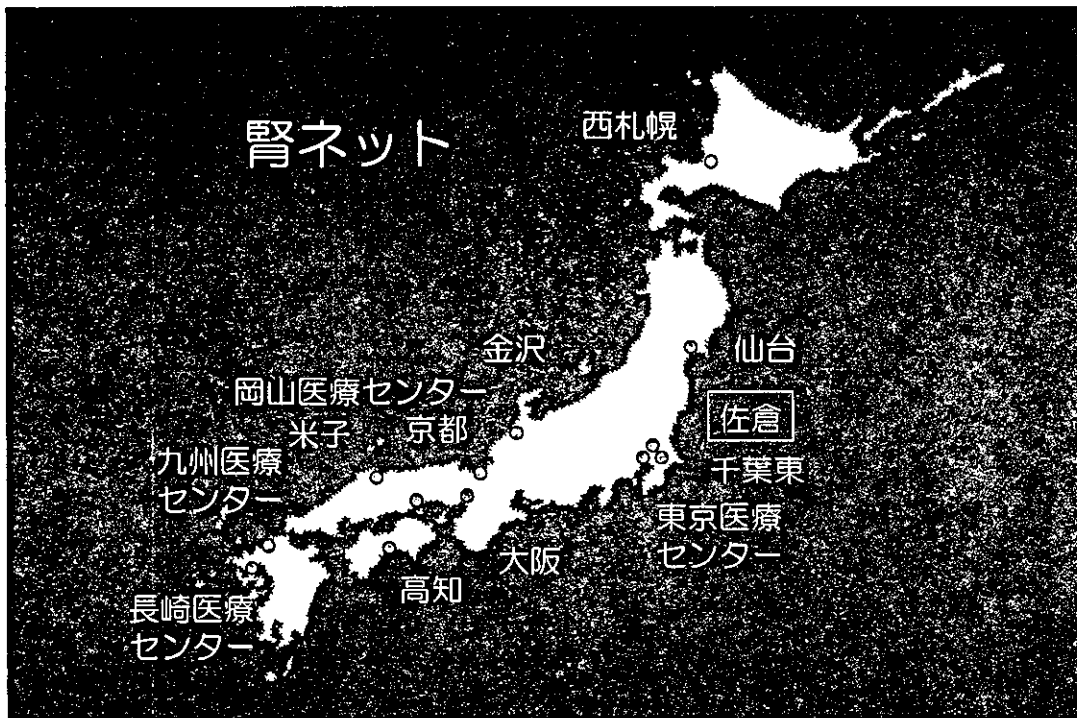 腎ネット
西札幌
金沢
仙台
岡山医療センター
佐倉
米子
京都
九州医療
センター
千葉東
東京医療
センター
大阪
高知
長崎医療
センター